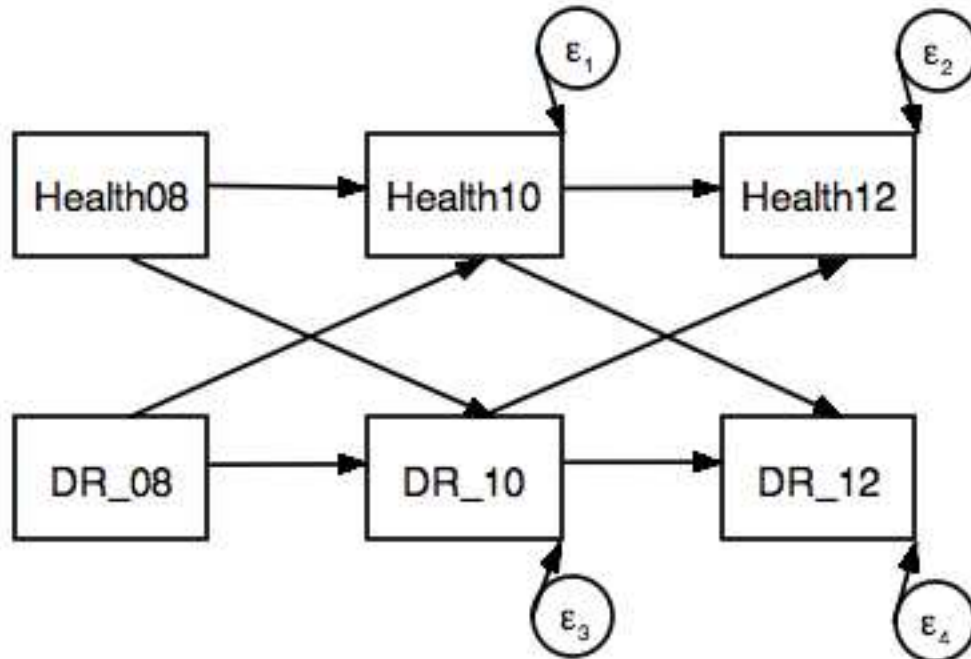 ε₁
ε₂
Health08
Health10
Health12
DR_08
DR_10
DR_12
ε₃
ε₄